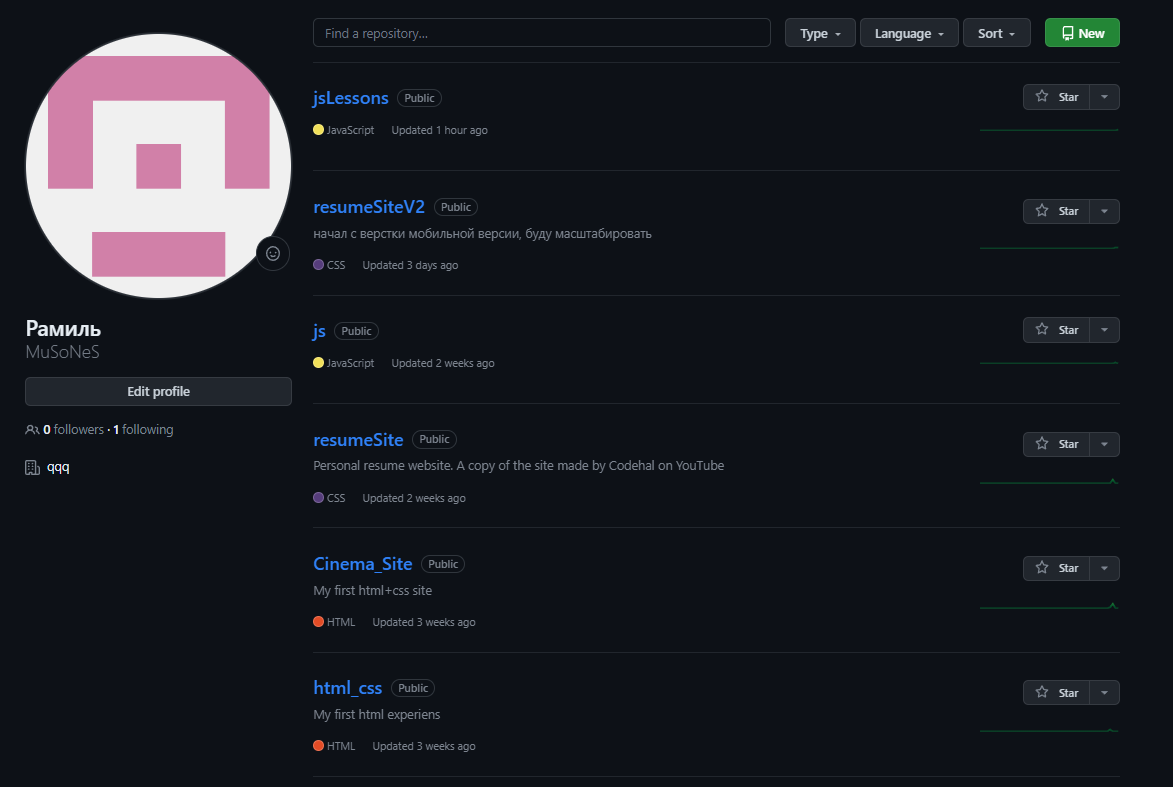 Find a repository...
Type
Language
Sort
New
Рамиль
MuSoNeS
Edit profile
0 followers · 1 following
qqq
jsLessons Public
Star
JavaScript Updated 1 hour ago
resumeSiteV2 Public
Star
начал с верстки мобильной версии, буду масштабировать
CSS Updated 3 days ago
js Public
Star
JavaScript Updated 2 weeks ago
resumeSite Public
Star
Personal resume website. A copy of the site made by Codehal on YouTube
CSS Updated 2 weeks ago
Cinema_Site Public
Star
My first html+css site
HTML Updated 3 weeks ago
html_css Public
Star
My first html experiens
HTML Updated 3 weeks ago